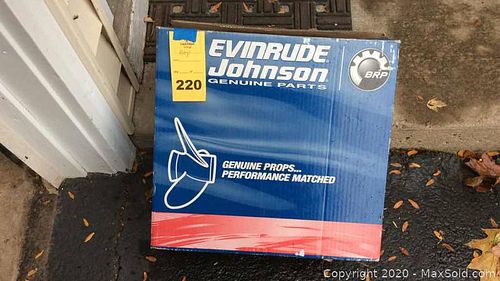 EVINRUDE
Johnson
GENUINE PARTS
BRP
220
GENUINE PROPS...
PERFORMANCE MATCHED
Copyright © 2020 - MaxSold.com